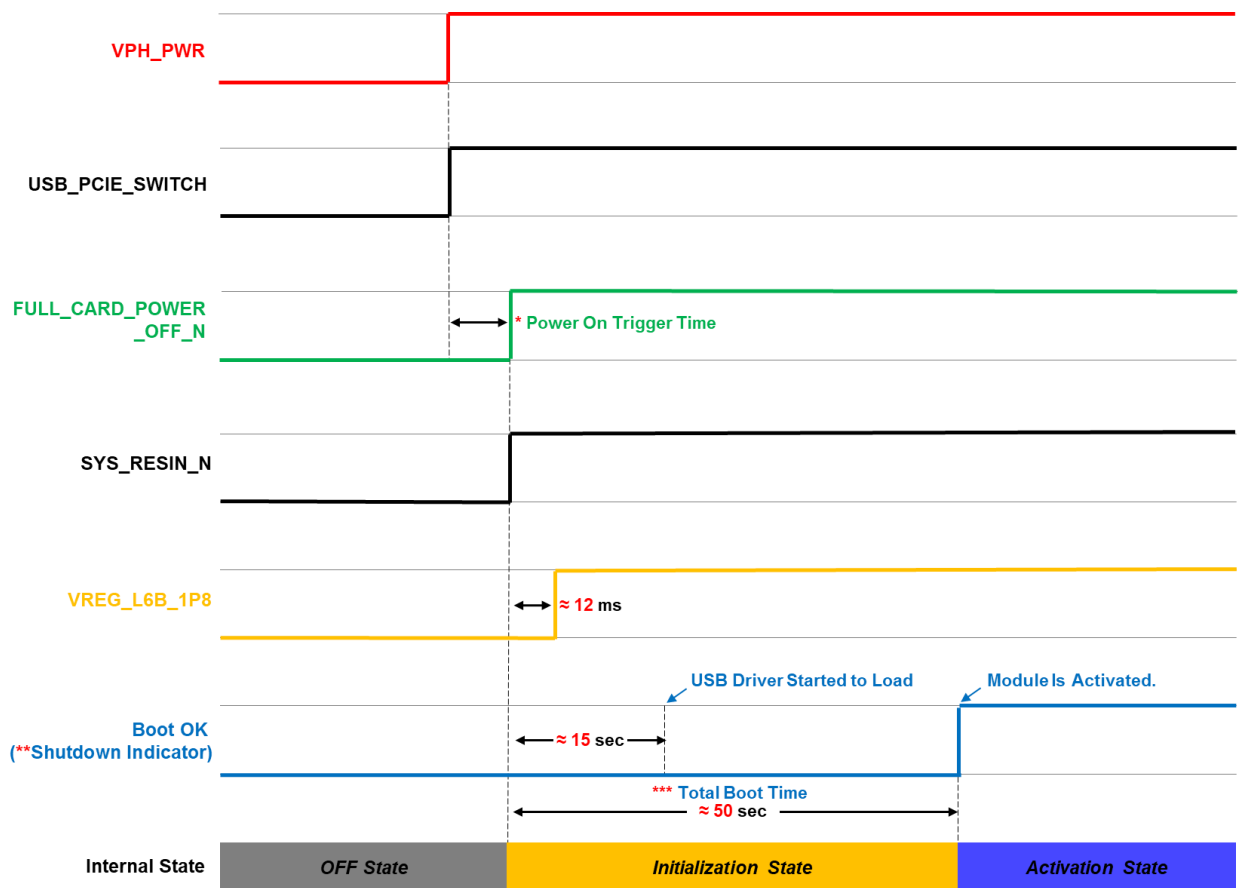 VPH_PWR
USB_PCIE_SWITCH
FULL_CARD_POWER
_OFF_N
* Power On Trigger Time
SYS_RESIN_N
VREG_L6B_1P8
≈ 12 ms
USB Driver Started to Load
Module Is Activated.
Boot OK
(**Shutdown Indicator)
≈ 15 sec
*** Total Boot Time
≈ 50 sec
Internal State
OFF State
Initialization State
Activation State